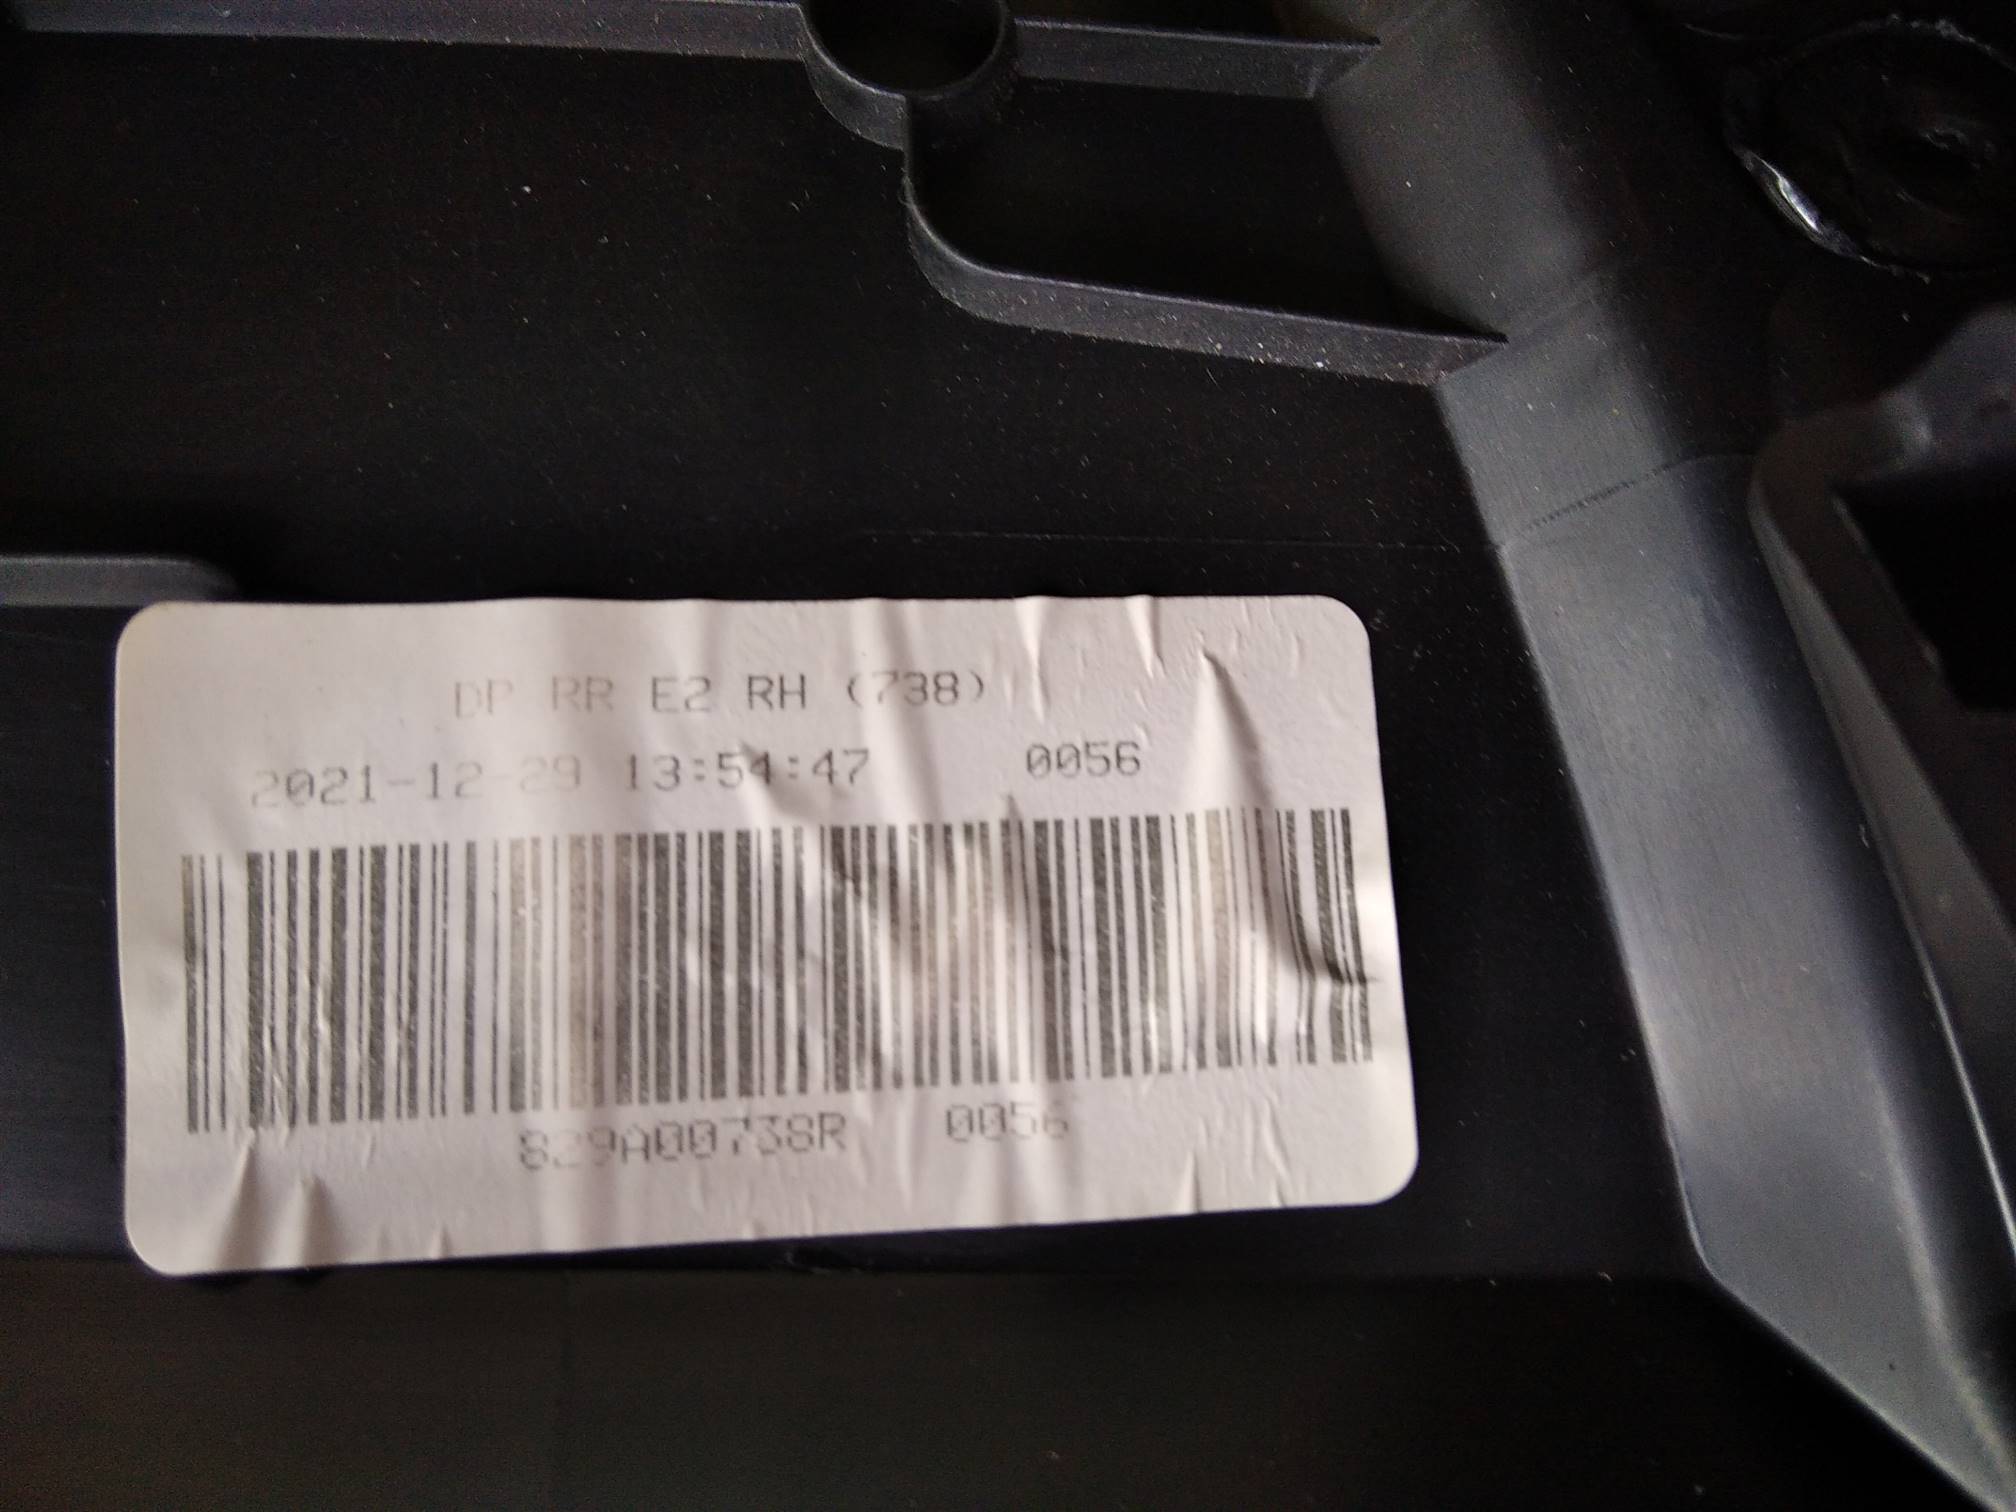 DP RR E2 RH (738)
2021-12-29 13:54:47 0056
829A00738R 0056